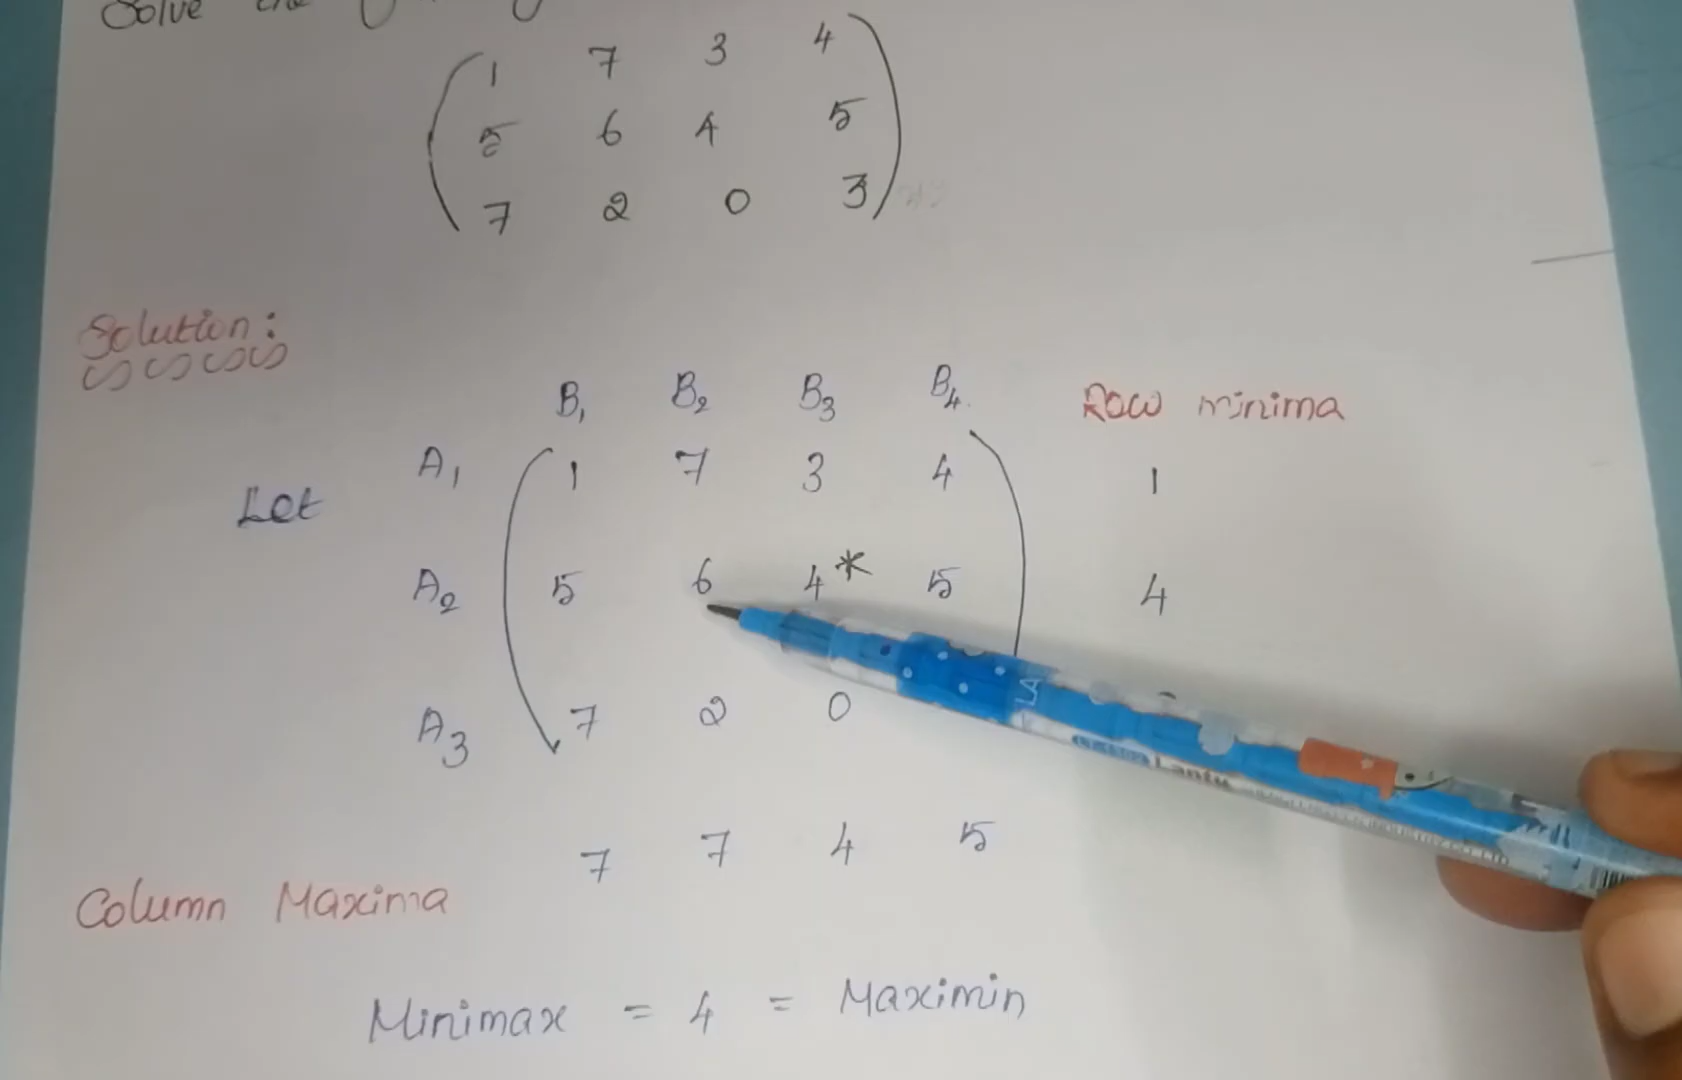 Solve the
1 7 3 4
5 6 4 5
7 2 0 3
Solution:
B1 B2 B3 B4 Row minima
A1 1 7 3 4 1
Let
A2 5 6 4* 5 4
A3 7 2 0
7 7 4 5
Column Maxima
Minimax = 4 = Maximin